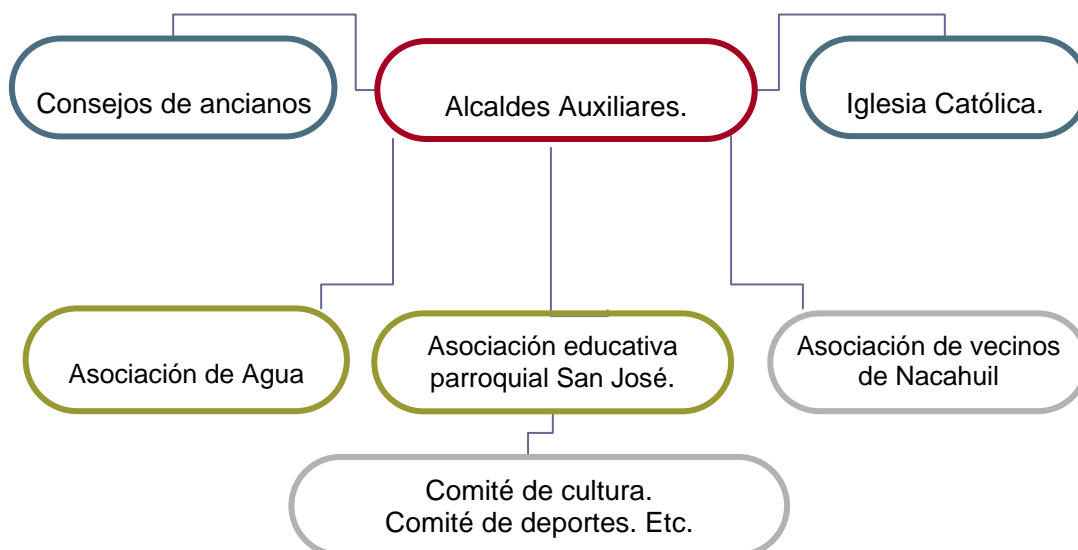 Consejos de ancianos
Alcaldes Auxiliares.
Iglesia Católica.
Asociación de Agua
Asociación educativa
parroquial San José.
Asociación de vecinos
de Nacahuil
Comité de cultura.
Comité de deportes. Etc.